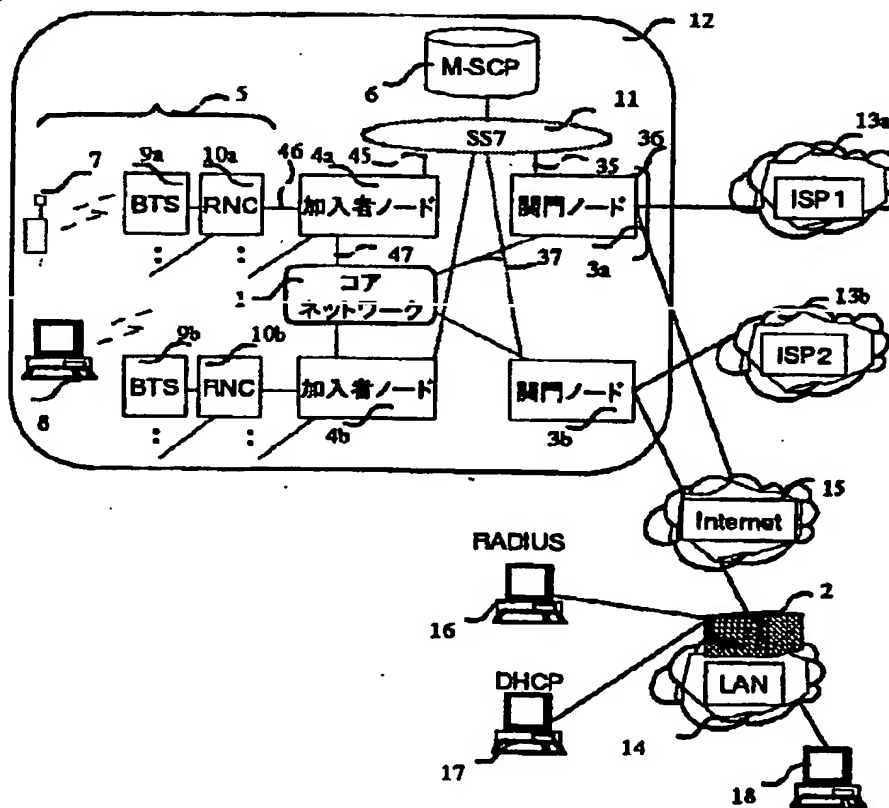 12
M-SCP
6
5
11
SS7
13a
7
9a
10a
46
4a
45
35
36
BTS
RNC
加入者ノード
関門ノード
ISP1
47
37
3a
1
コア
ネットワーク
13b
9b
10b
ISP2
BTS
RNC
加入者ノード
関門ノード
8
4b
3b
15
Internet
RADIUS
2
16
DHCP
LAN
17
14
18